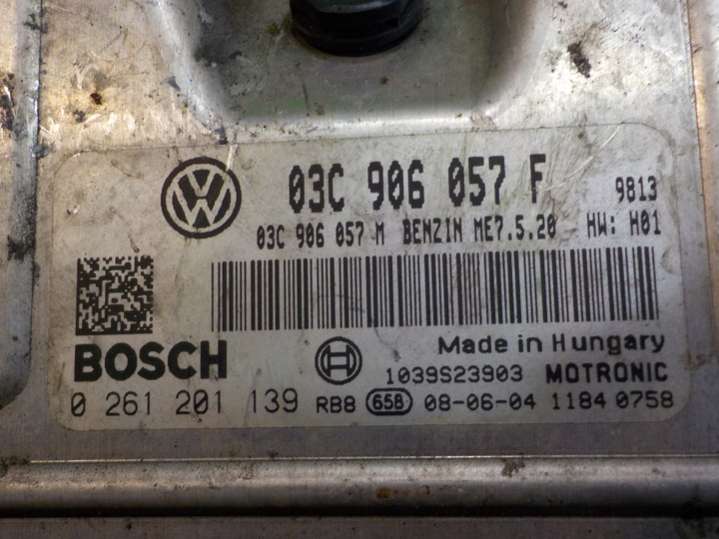 03C 906 057 F 9813
03C 906 057 M BENZIN ME7.5.20 HW: H01
BOSCH
Made in Hungary
1039S23903 MOTRONIC
0 261 201 139 RB8 658 08-06-04 1184 0758